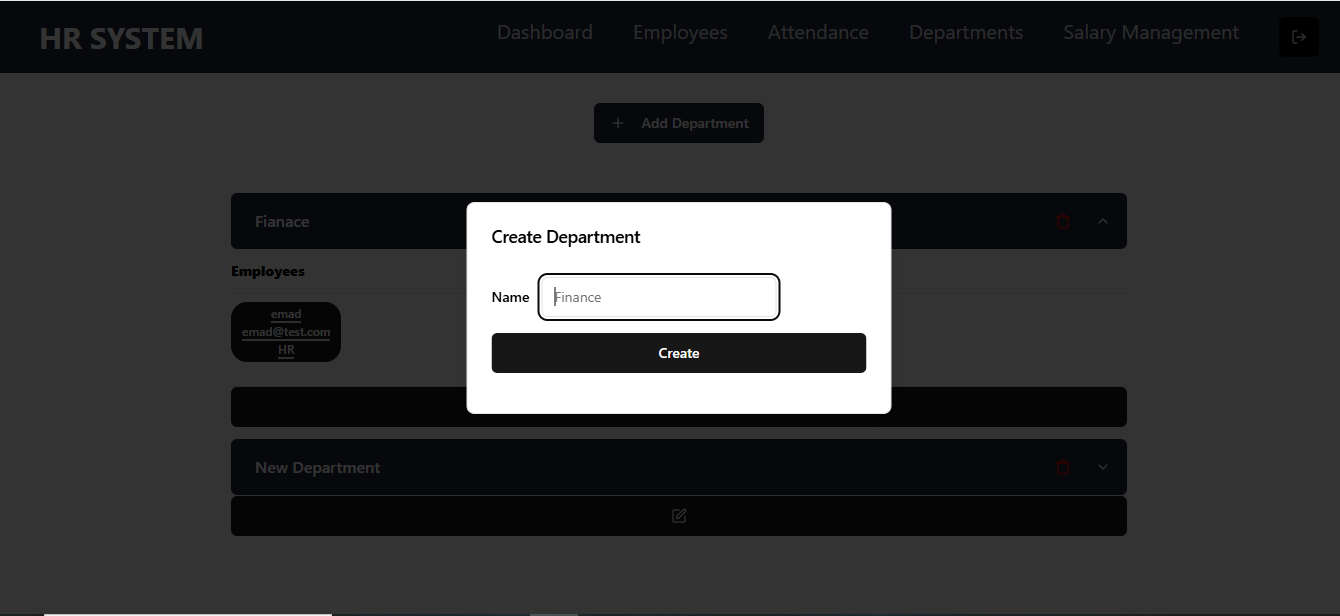 HR SYSTEM
Dashboard
Employees
Attendance
Departments
Salary Management
Add Department
Fianace
Employees
emad
emad@test.com
HR
Create Department
Name
Finance
Create
New Department